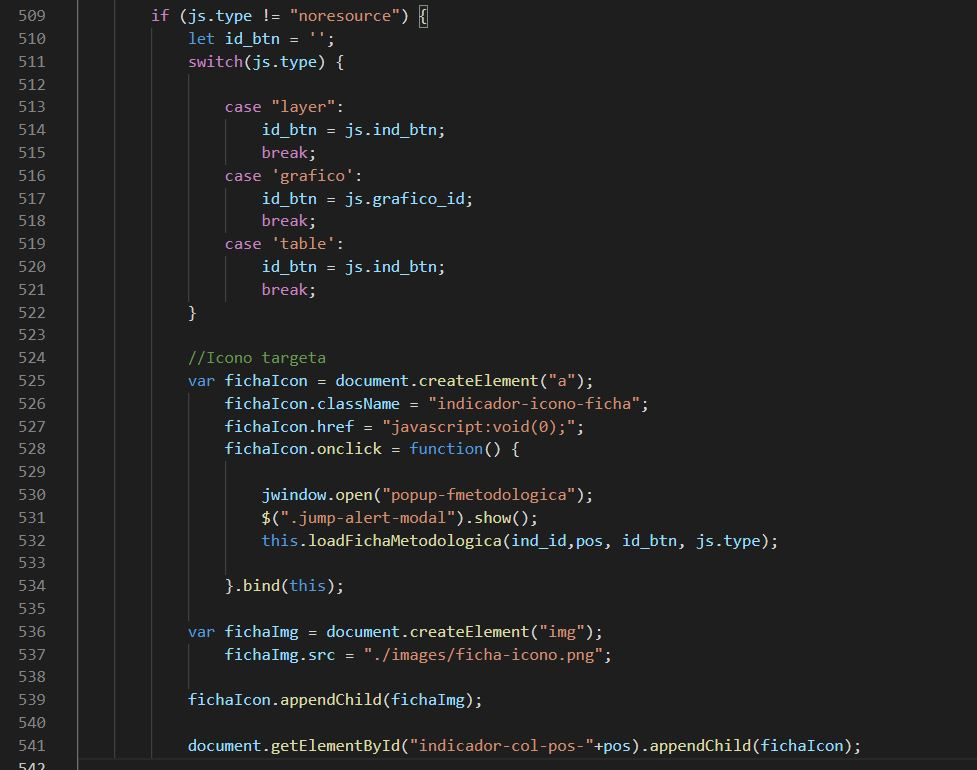 509 if (js.type != "noresource") {
510 let id_btn = '';
511 switch(js.type) {
512
513 case "layer":
514 id_btn = js.ind_btn;
515 break;
516 case 'grafico':
517 id_btn = js.grafico_id;
518 break;
519 case 'table':
520 id_btn = js.ind_btn;
521 break;
522 }
523
524 //Icono targeta
525 var fichaIcon = document.createElement("a");
526 fichaIcon.className = "indicador-icono-ficha";
527 fichaIcon.href = "javascript:void(0);";
528 fichaIcon.onclick = function() {
529
530 jwindow.open("popup-fmetodologica");
531 $(".jump-alert-modal").show();
532 this.loadFichaMetodologica(ind_id,pos, id_btn, js.type);
533
534 }.bind(this);
535
536 var fichaImg = document.createElement("img");
537 fichaImg.src = "./images/ficha-icono.png";
538
539 fichaIcon.appendChild(fichaImg);
540
541 document.getElementById("indicador-col-pos-"+pos).appendChild(fichaIcon);
542